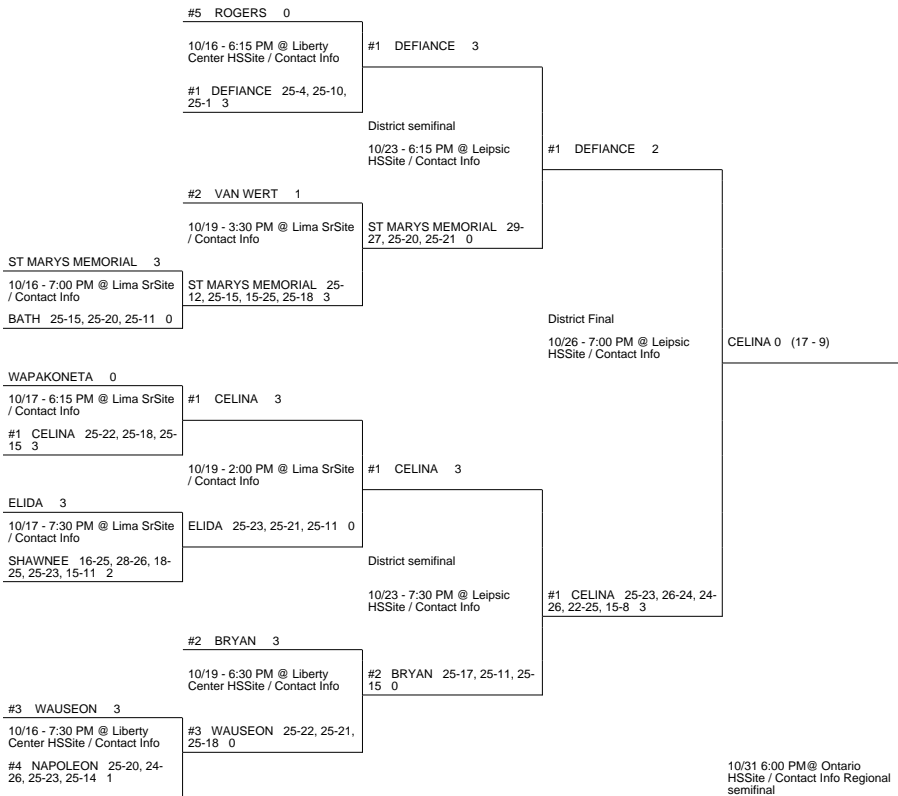 #5 ROGERS 0
10/16 - 6:15 PM @ Liberty
Center HSSite / Contact Info
#1 DEFIANCE 25-4, 25-10,
25-1 3
#1 DEFIANCE 3
District semifinal
10/23 - 6:15 PM @ Leipsic
HSSite / Contact Info
#1 DEFIANCE 2
#2 VAN WERT 1
10/19 - 3:30 PM @ Lima SrSite
/ Contact Info
ST MARYS MEMORIAL 29-
27, 25-20, 25-21 0
ST MARYS MEMORIAL 3
10/16 - 7:00 PM @ Lima SrSite
/ Contact Info
BATH 25-15, 25-20, 25-11 0
ST MARYS MEMORIAL 25-
12, 25-15, 15-25, 25-18 3
District Final
10/26 - 7:00 PM @ Leipsic
HSSite / Contact Info
CELINA 0 (17 - 9)
WAPAKONETA 0
10/17 - 6:15 PM @ Lima SrSite
/ Contact Info
#1 CELINA 25-22, 25-18, 25-
15 3
#1 CELINA 3
10/19 - 2:00 PM @ Lima SrSite
/ Contact Info
#1 CELINA 3
ELIDA 3
10/17 - 7:30 PM @ Lima SrSite
/ Contact Info
SHAWNEE 16-25, 28-26, 18-
25, 25-23, 15-11 2
ELIDA 25-23, 25-21, 25-11 0
District semifinal
10/23 - 7:30 PM @ Leipsic
HSSite / Contact Info
#1 CELINA 25-23, 26-24, 24-
26, 22-25, 15-8 3
#2 BRYAN 3
10/19 - 6:30 PM @ Liberty
Center HSSite / Contact Info
#2 BRYAN 25-17, 25-11, 25-
15 0
#3 WAUSEON 3
10/16 - 7:30 PM @ Liberty
Center HSSite / Contact Info
#4 NAPOLEON 25-20, 24-
26, 25-23, 25-14 1
#3 WAUSEON 25-22, 25-21,
25-18 0
10/31 6:00 PM@ Ontario
HSSite / Contact Info Regional
semifinal